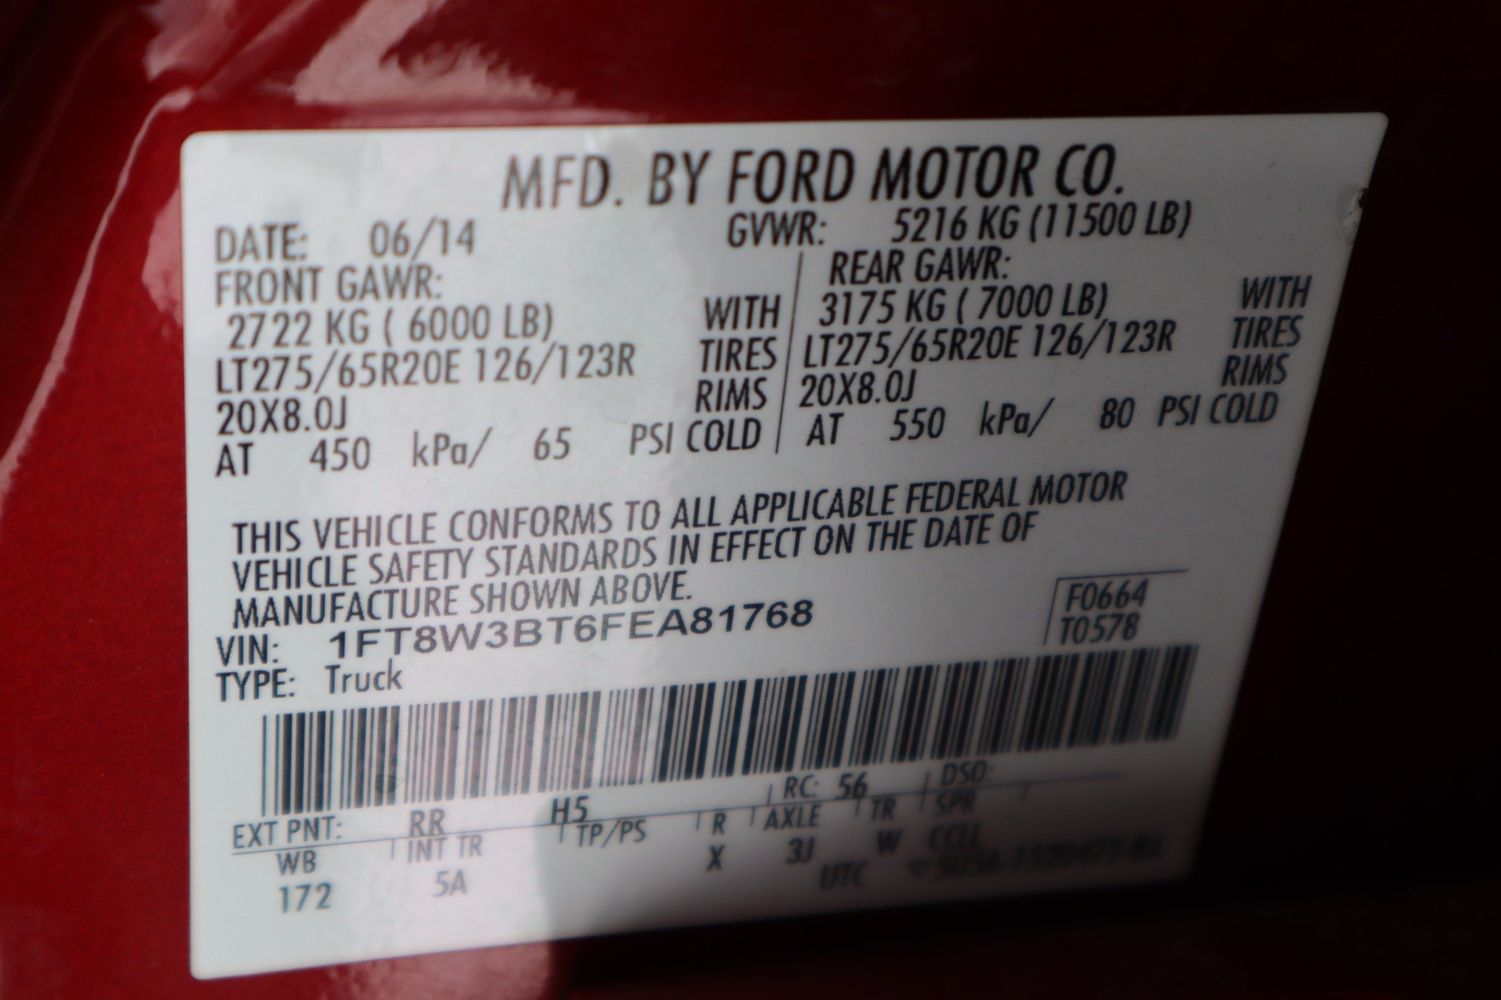 MFD. BY FORD MOTOR CO.
DATE: 06/14 GVWR: 5216 KG (11500 LB)
FRONT GAWR: REAR GAWR:
2722 KG ( 6000 LB) WITH 3175 KG ( 7000 LB) WITH
LT275/65R20E 126/123R TIRES LT275/65R20E 126/123R TIRES
20X8.0J RIMS 20X8.0J RIMS
AT 450 kPa/ 65 PSI COLD AT 550 kPa/ 80 PSI COLD
THIS VEHICLE CONFORMS TO ALL APPLICABLE FEDERAL MOTOR
VEHICLE SAFETY STANDARDS IN EFFECT ON THE DATE OF
MANUFACTURE SHOWN ABOVE.
VIN: 1FT8W3BT6FEA81768 F0664
TYPE: Truck T0578
EXT PNT: RR H5 RC: 56 DSO:
WB INT TR TP/PS R AXLE TR SPR
172 5A X 3J W CCLL
UTC